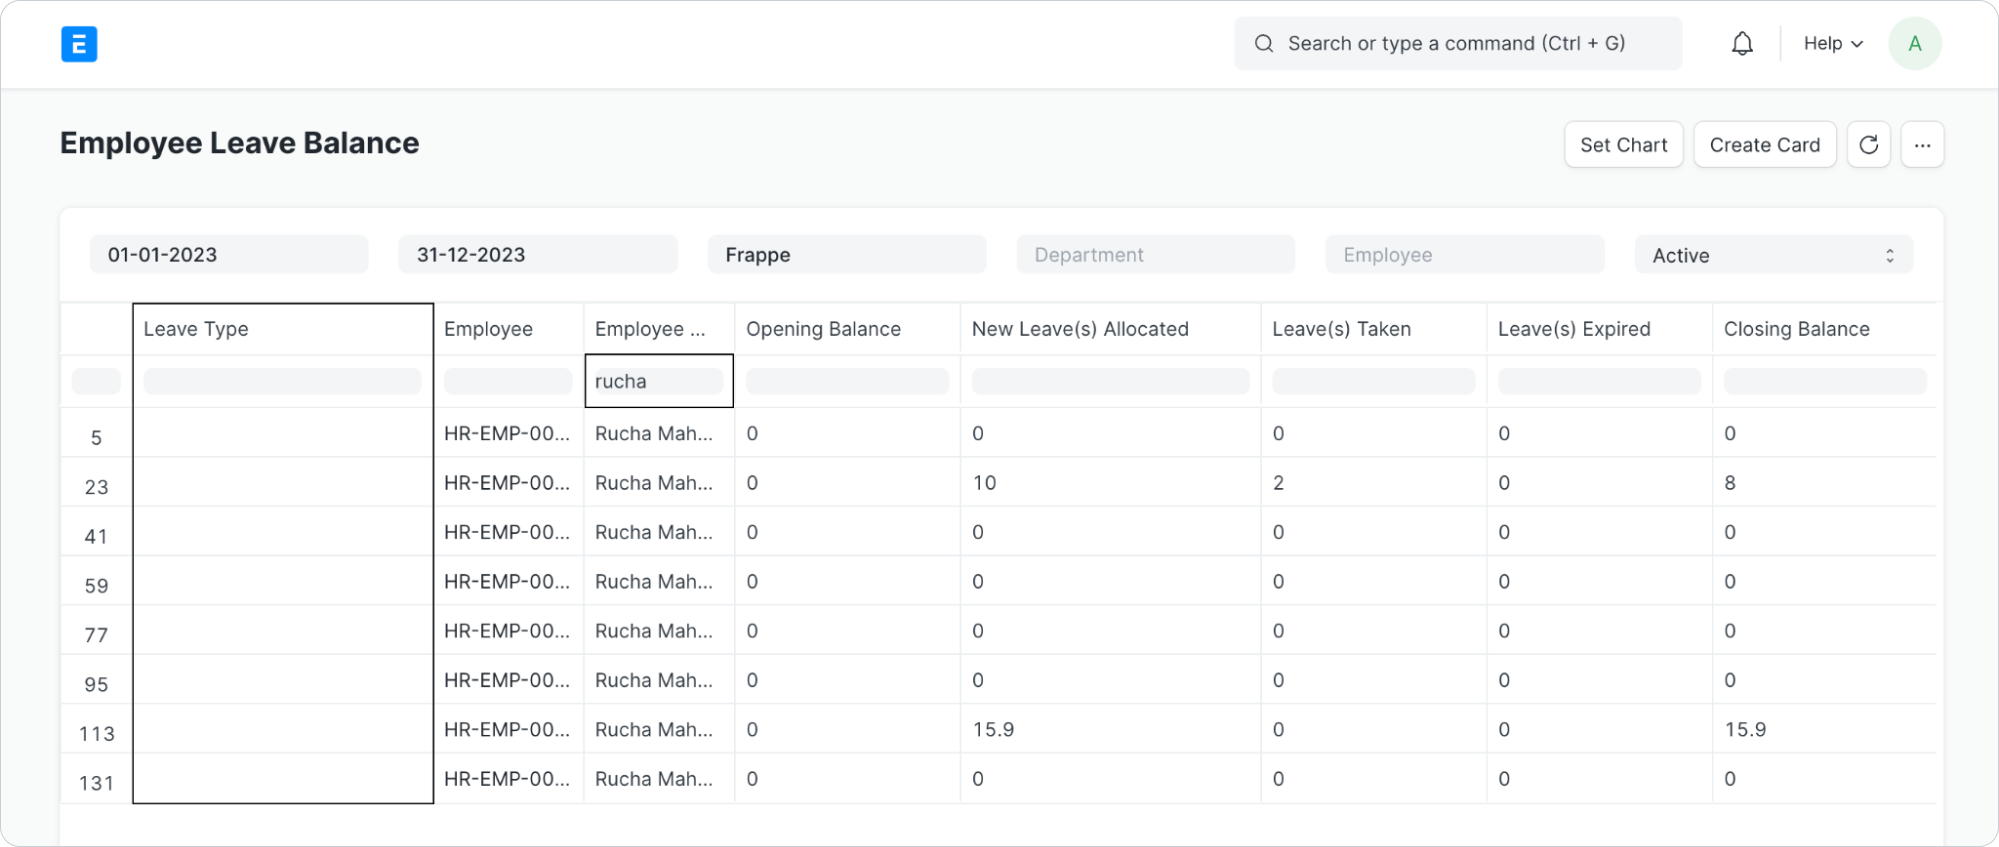 E Search or type a command (Ctrl + G) Help A
Employee Leave Balance Set Chart Create Card ...
01-01-2023 31-12-2023 Frappe Department Employee Active
Leave Type Employee Employee ... Opening Balance New Leave(s) Allocated Leave(s) Taken Leave(s) Expired Closing Balance
rucha
5 HR-EMP-00... Rucha Mah... 0 0 0 0 0
23 HR-EMP-00... Rucha Mah... 0 10 2 0 8
41 HR-EMP-00... Rucha Mah... 0 0 0 0 0
59 HR-EMP-00... Rucha Mah... 0 0 0 0 0
77 HR-EMP-00... Rucha Mah... 0 0 0 0 0
95 HR-EMP-00... Rucha Mah... 0 0 0 0 0
113 HR-EMP-00... Rucha Mah... 0 15.9 0 0 15.9
131 HR-EMP-00... Rucha Mah... 0 0 0 0 0